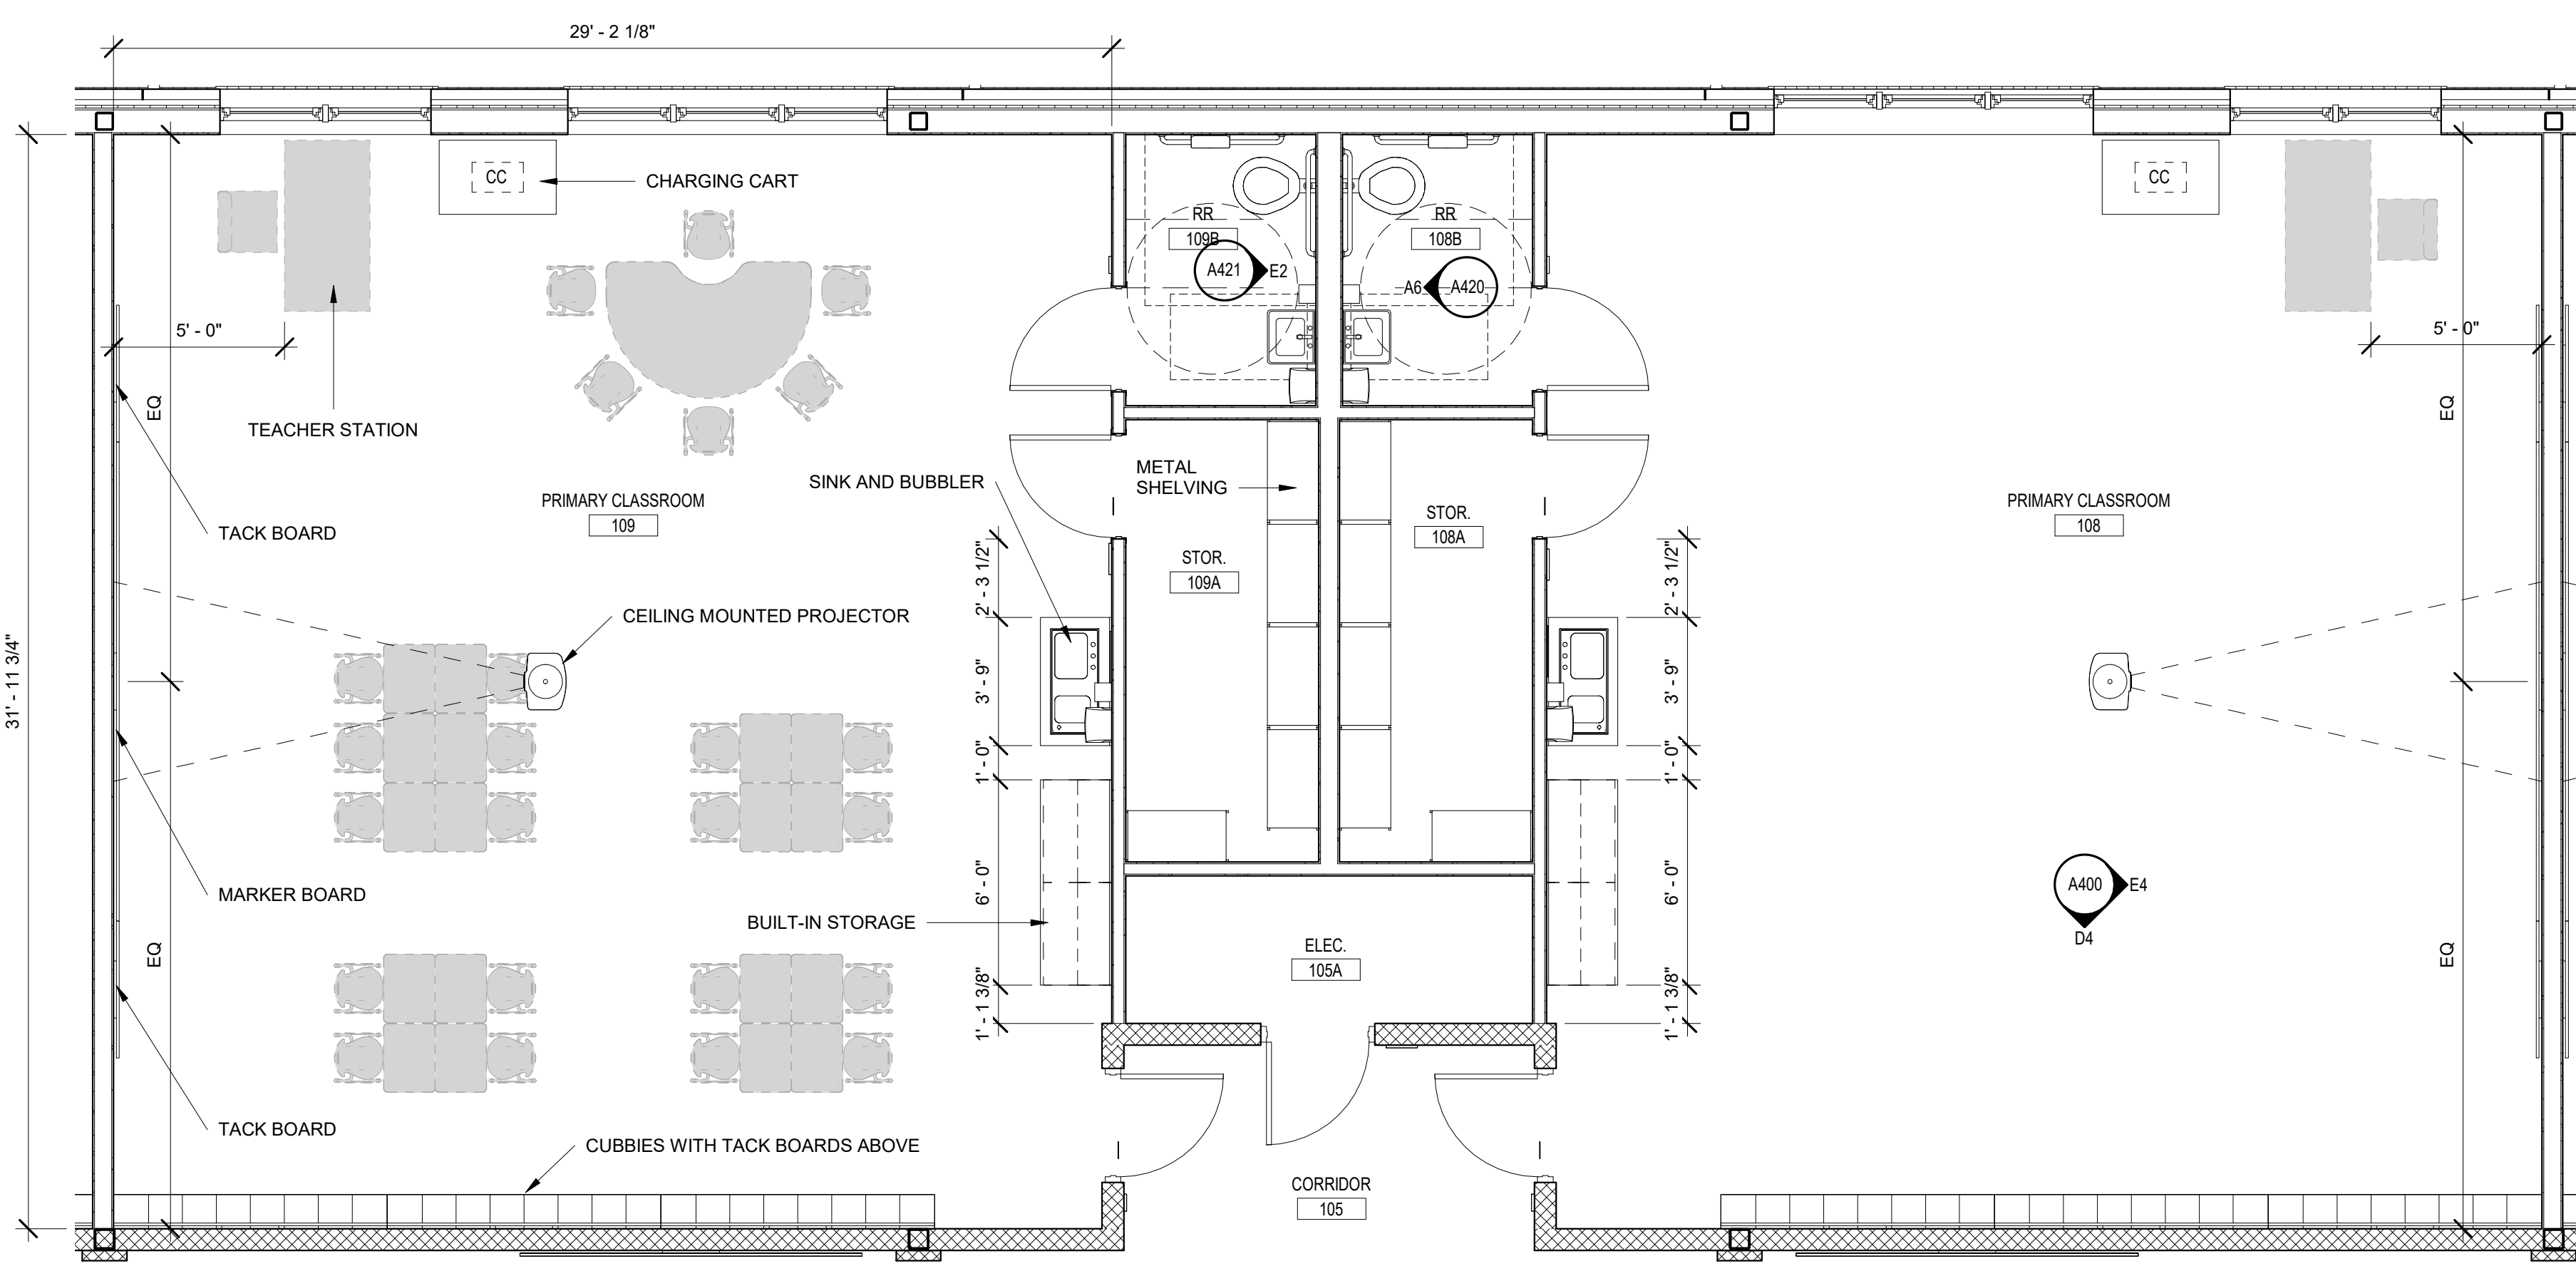 29' - 2 1/8"
CC
CHARGING CART
CC
RR
109B
RR
108B
A421
E2
A6
A420
5' - 0"
5' - 0"
EQ
EQ
TEACHER STATION
METAL
SHELVING
SINK AND BUBBLER
PRIMARY CLASSROOM
109
STOR.
108A
PRIMARY CLASSROOM
108
TACK BOARD
STOR.
109A
2' - 3 1/2"
2' - 3 1/2"
CEILING MOUNTED PROJECTOR
31' - 11 3/4"
3' - 9"
3' - 9"
1' - 0"
1' - 0"
MARKER BOARD
6' - 0"
6' - 0"
A400
E4
D4
BUILT-IN STORAGE
EQ
EQ
ELEC.
105A
1' - 1 3/8"
1' - 1 3/8"
TACK BOARD
CUBBIES WITH TACK BOARDS ABOVE
CORRIDOR
105